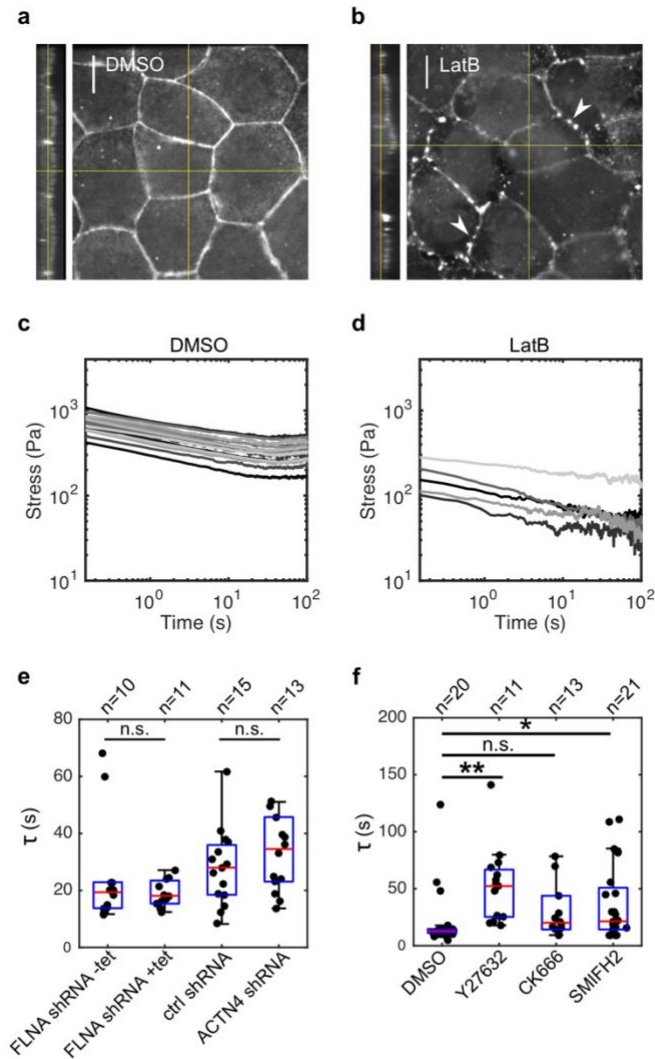 a
b
DMSO
LatB
c
d
DMSO
LatB
Stress (Pa)
10³
10²
10¹
10⁰ 10¹ 10²
Time (s)
Stress (Pa)
10³
10²
10¹
10⁰ 10¹ 10²
Time (s)
e
n=10 n=11 n=15 n=13
80
60
40
20
0
τ (s)
n.s. n.s.
FLNA shRNA -tet
FLNA shRNA +tet
ctrl shRNA
ACTN4 shRNA
f
n=20 n=11 n=13 n=21
200
150
100
50
0
τ (s)
*
n.s.
**
DMSO
Y27632
CK666
SMIFH2